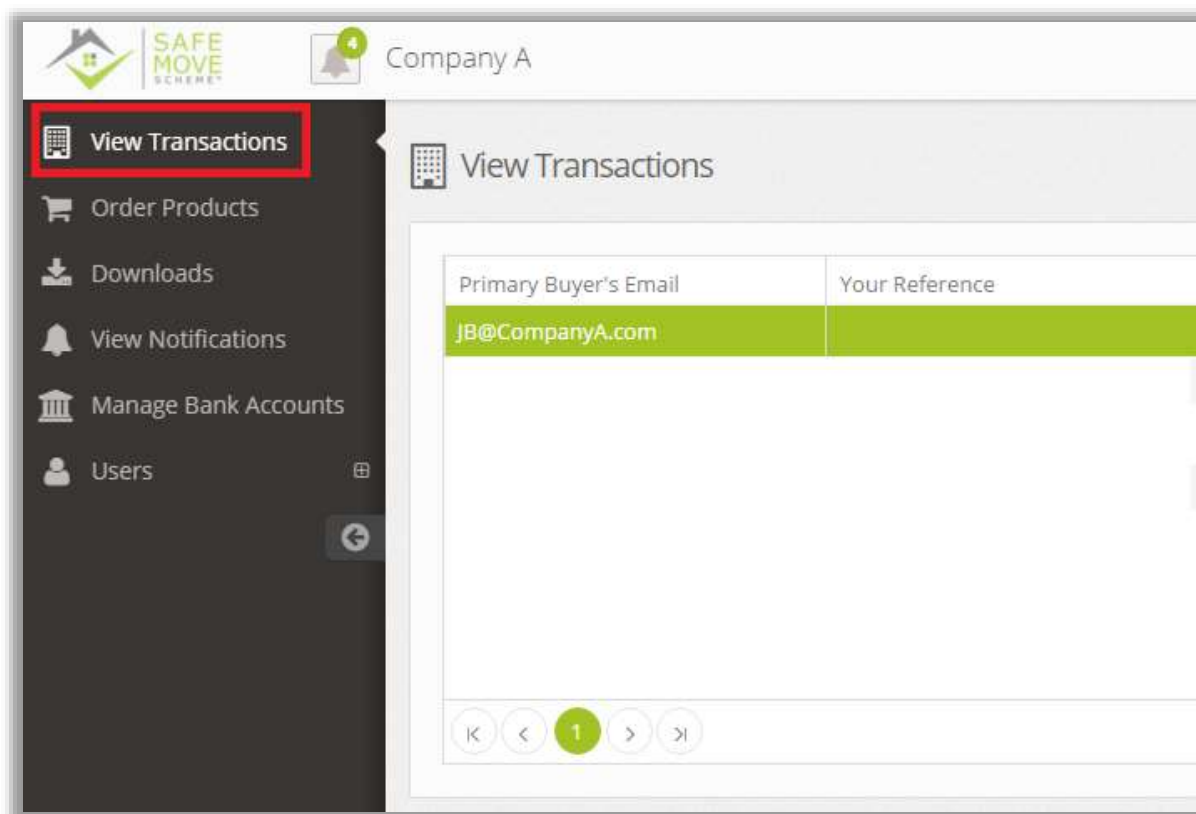 SAFE
MOVE
SCHEME®
4
Company A
View Transactions
Order Products
Downloads
View Notifications
Manage Bank Accounts
Users
View Transactions
Primary Buyer's Email Your Reference
JB@CompanyA.com
1